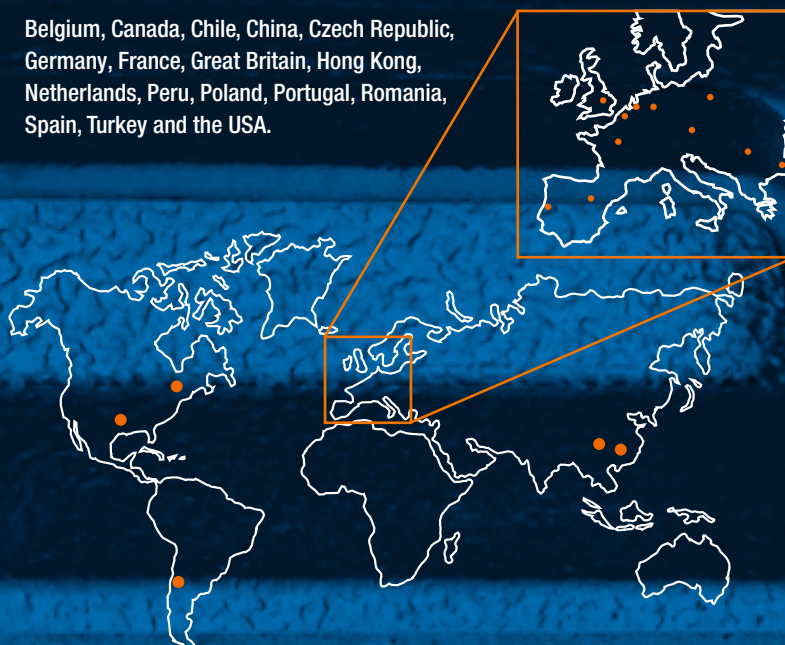 Belgium, Canada, Chile, China, Czech Republic,
Germany, France, Great Britain, Hong Kong,
Netherlands, Peru, Poland, Portugal, Romania,
Spain, Turkey and the USA.